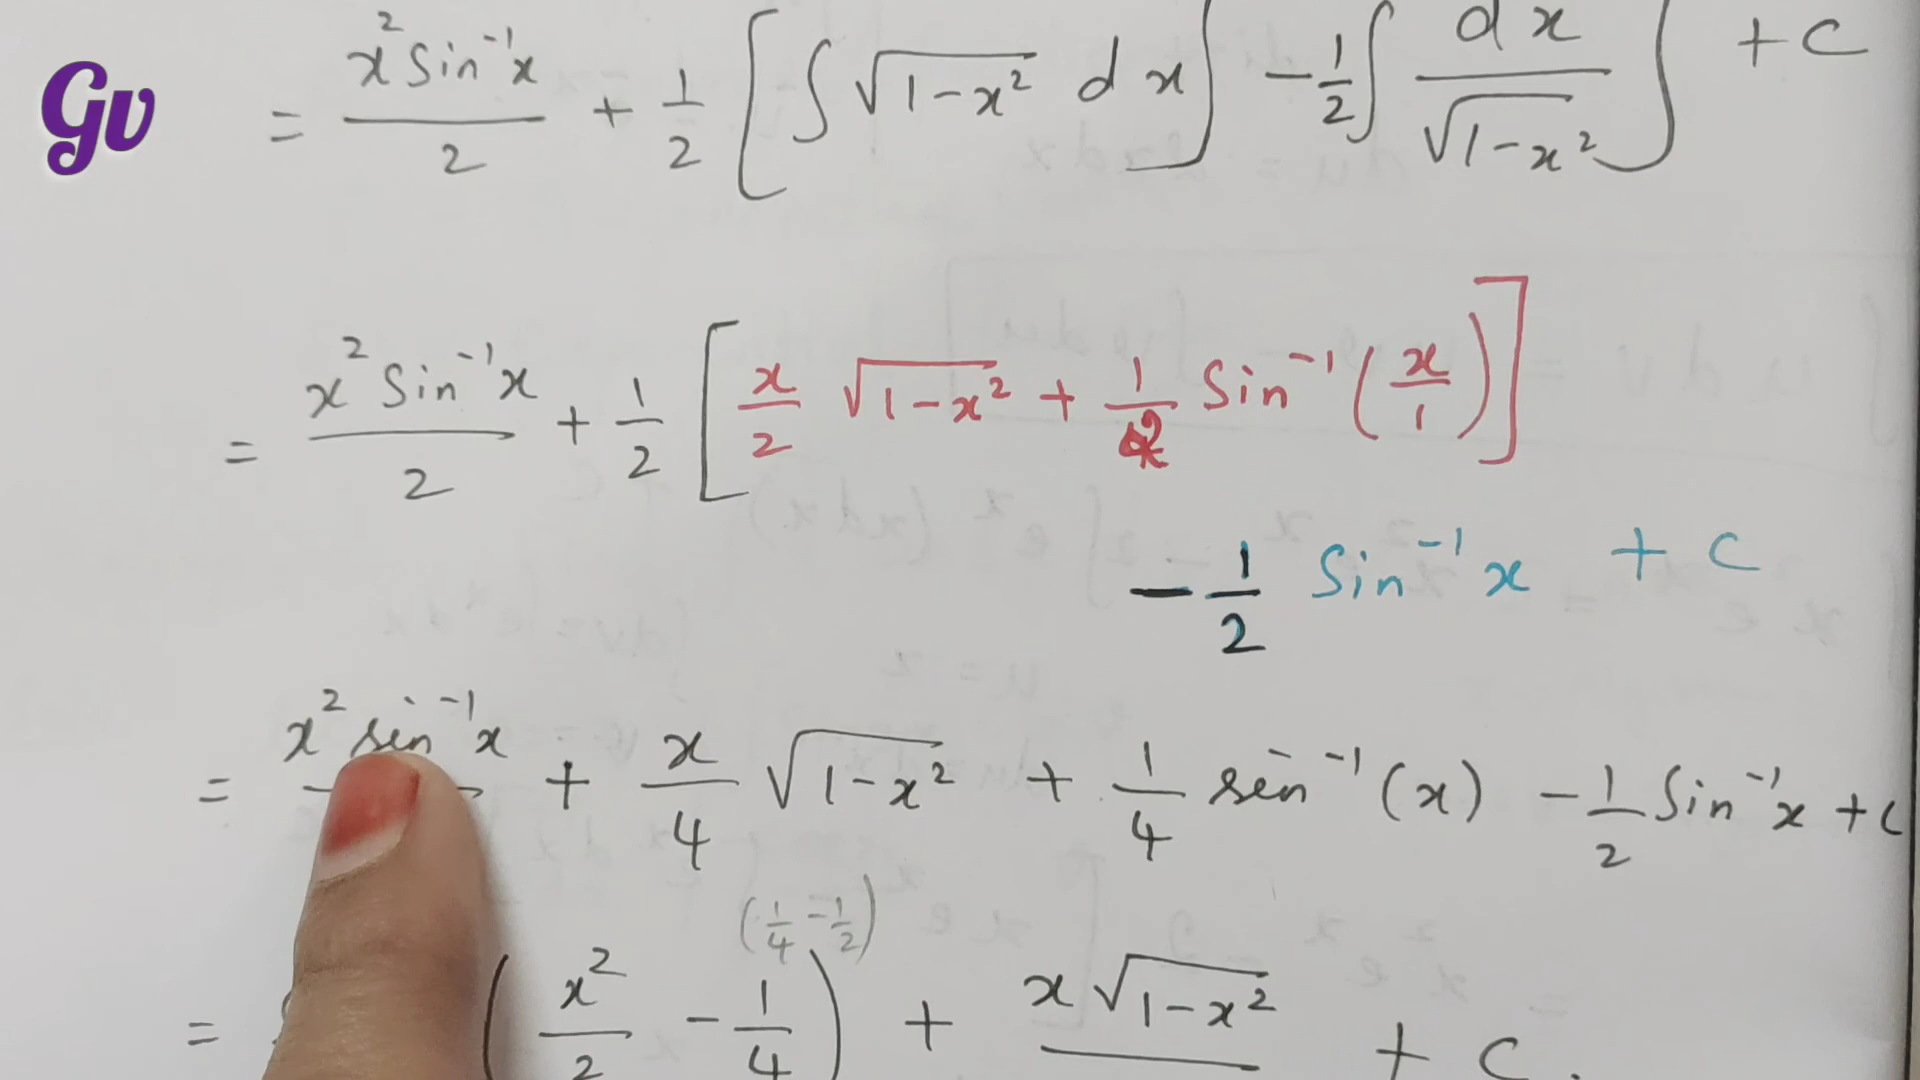 Gv
= x² Sin⁻¹x / 2 + 1/2 [ ∫ √(1-x²) dx ] - 1/2 ∫ dx / √(1-x²) ] + C
= x² Sin⁻¹x / 2 + 1/2 [ x/2 √(1-x²) + 1/2 Sin⁻¹(x/1) ]
- 1/2 Sin⁻¹x + C
= x² sin⁻¹x + x/4 √(1-x²) + 1/4 sin⁻¹(x) - 1/2 Sin⁻¹x + C
(1/4 - 1/2)
= ( x²/2 - 1/4 ) + x√(1-x²) + C.